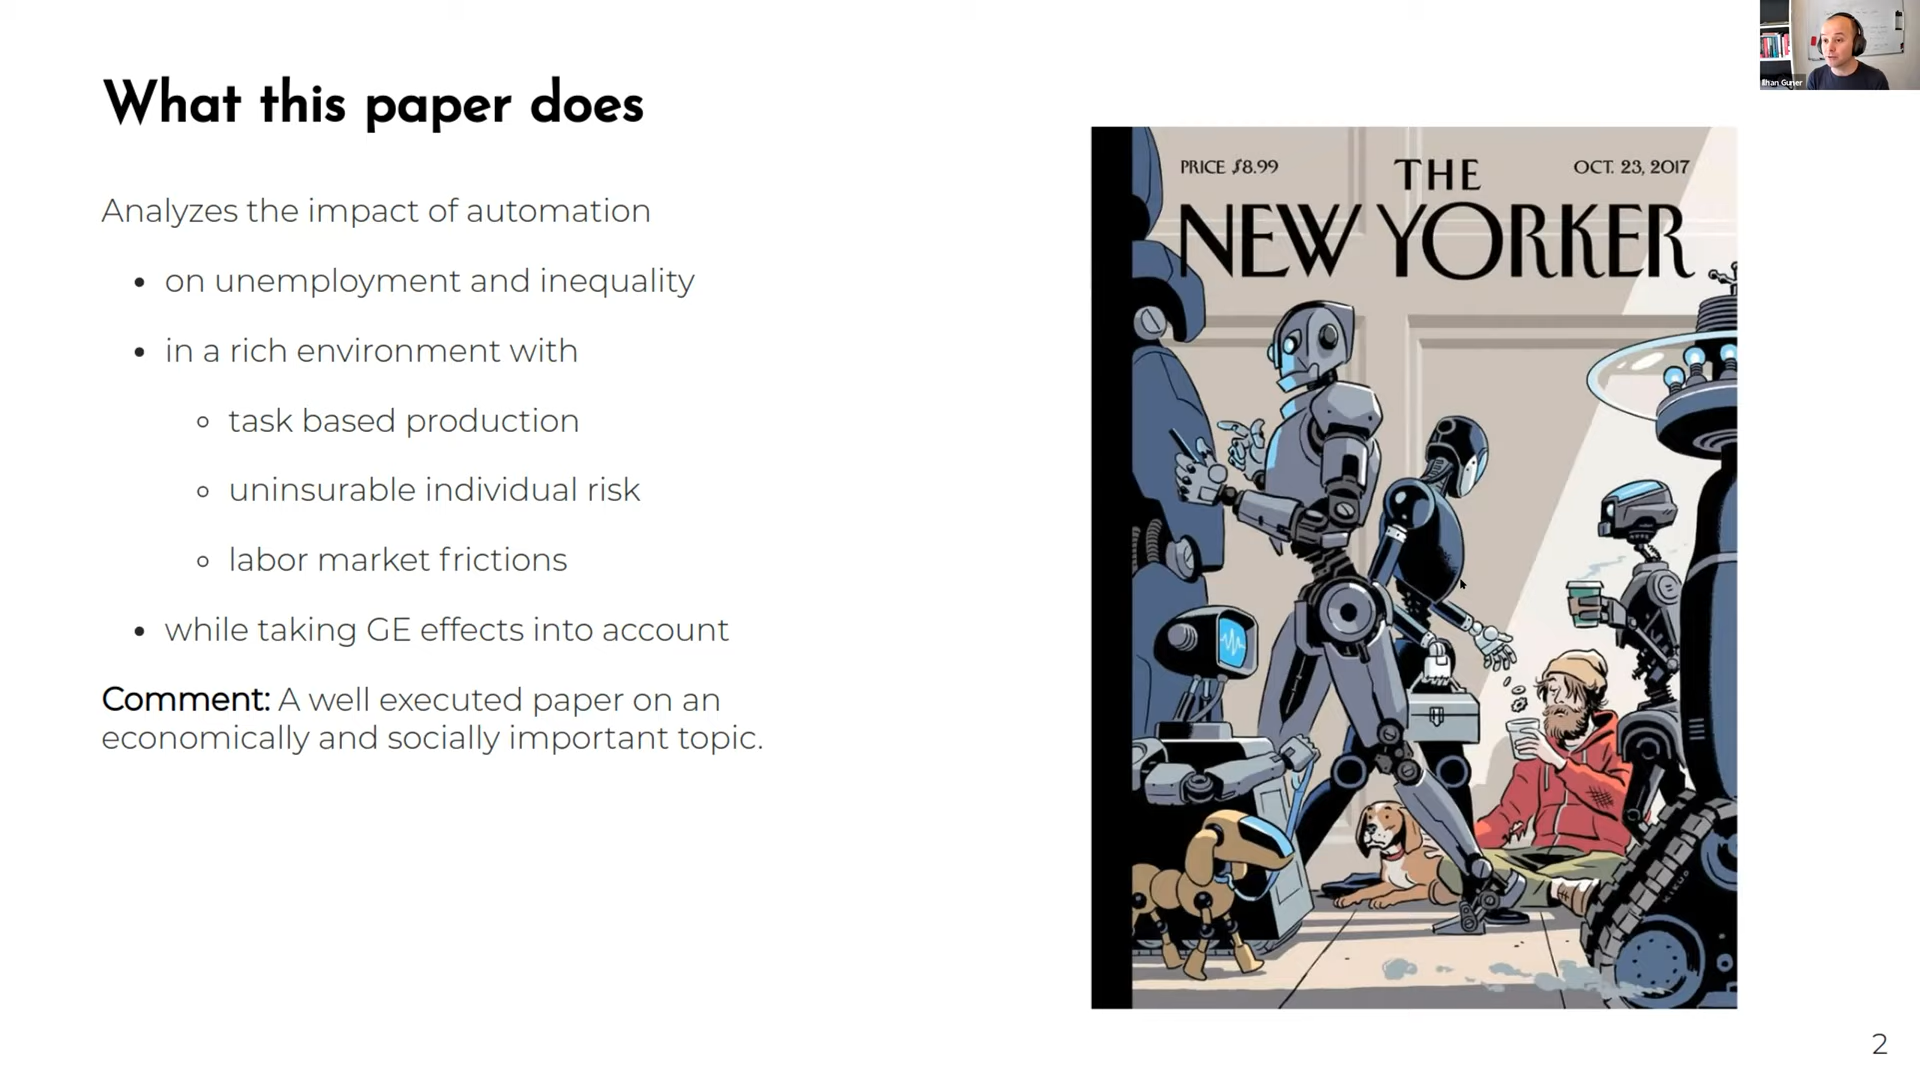 What this paper does
Analyzes the impact of automation
• on unemployment and inequality
• in a rich environment with
◦ task based production
◦ uninsurable individual risk
◦ labor market frictions
• while taking GE effects into account
Comment: A well executed paper on an
economically and socially important topic.
PRICE $8.99
THE
OCT. 23, 2017
NEW YORKER
KIKUO
Guner
2